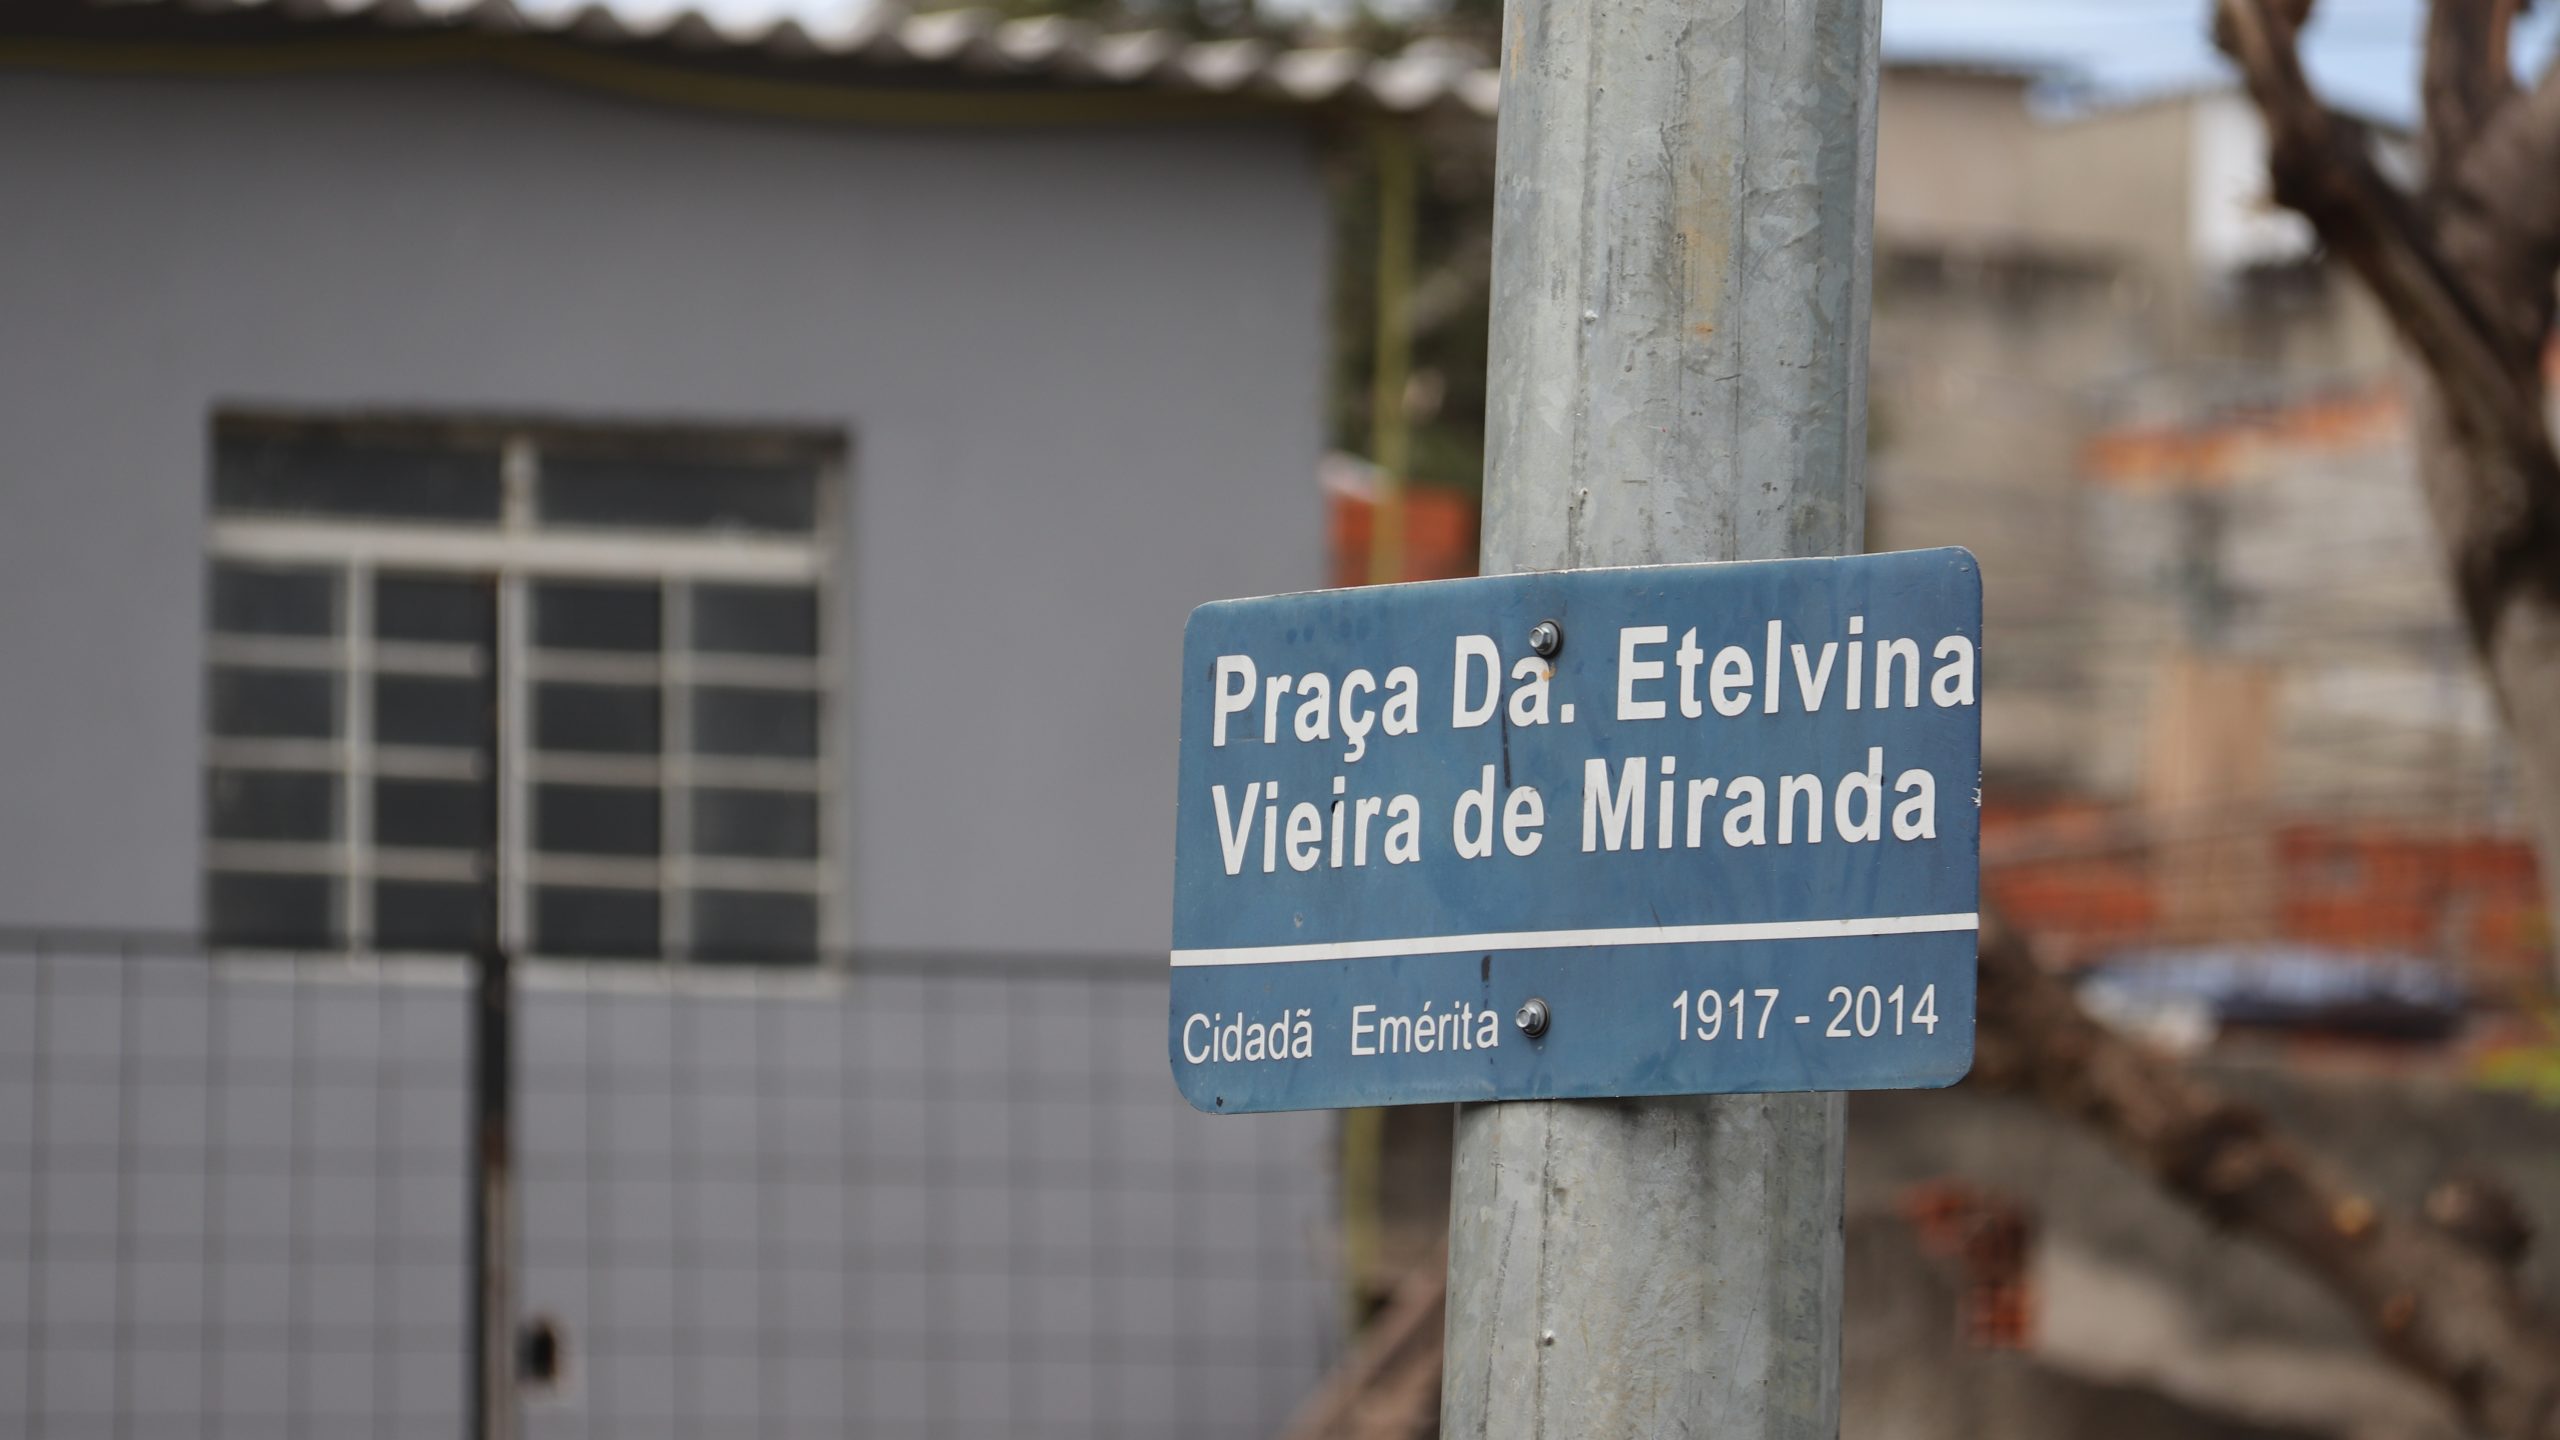 Praça Da. Etelvina
Vieira de Miranda
Cidadã Emérita 1917 - 2014